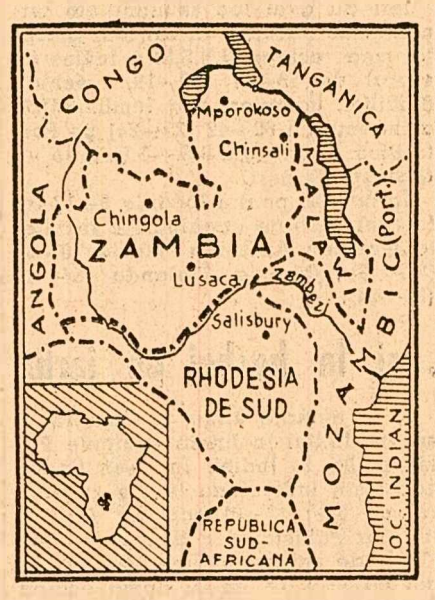 CONGO
TANGANICA
Mporokoso
Chinsali
MALAWI
ANGOLA
Chingola
ZAMBIA
Lusaca
Zambezi
MOZAMBIC (Port.)
Salisbury
RHODESIA
DE SUD
OC. INDIAN
REPUBLICA
SUD-
AFRICANĂ